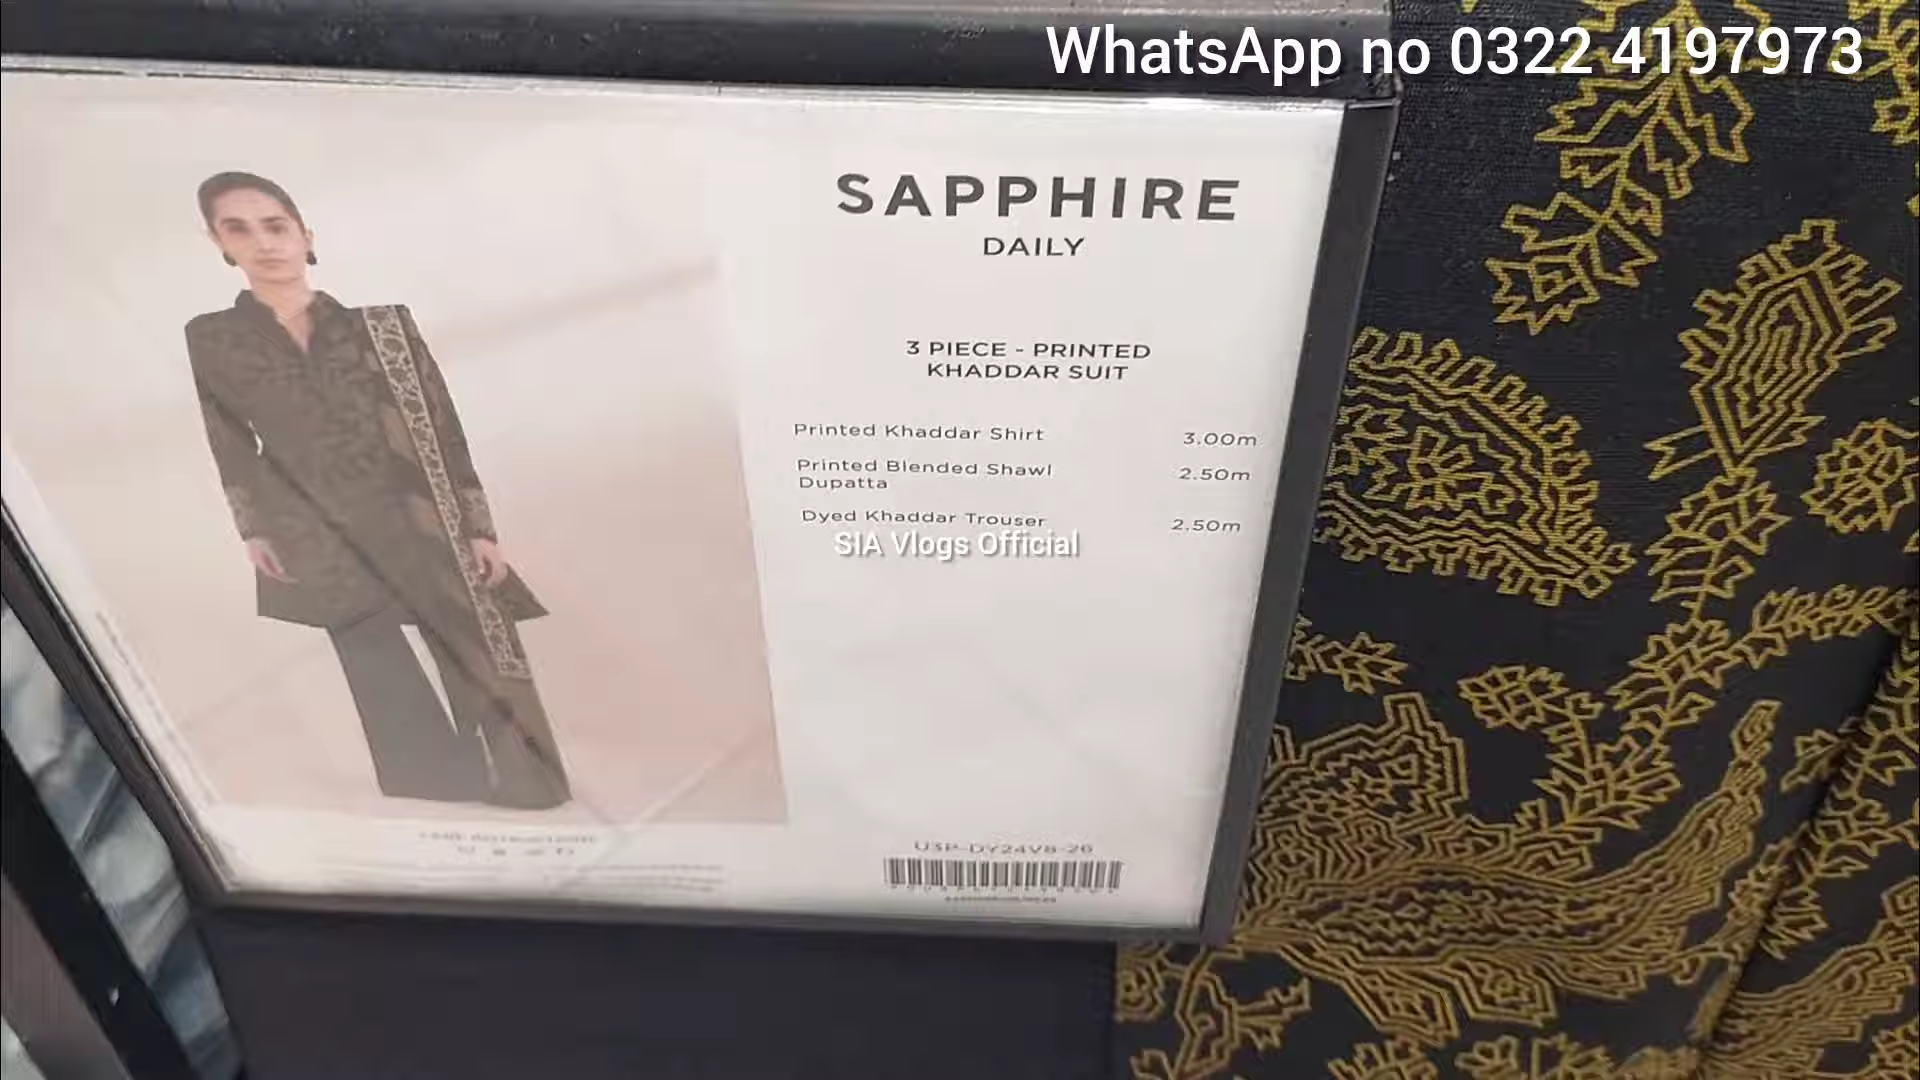 WhatsApp no 0322 4197973
SAPPHIRE
DAILY
3 PIECE - PRINTED
KHADDAR SUIT
Printed Khaddar Shirt 3.00m
Printed Blended Shawl
Dupatta 2.50m
Dyed Khaddar Trouser 2.50m
SIA Vlogs Official
U3P-DY24V8-26